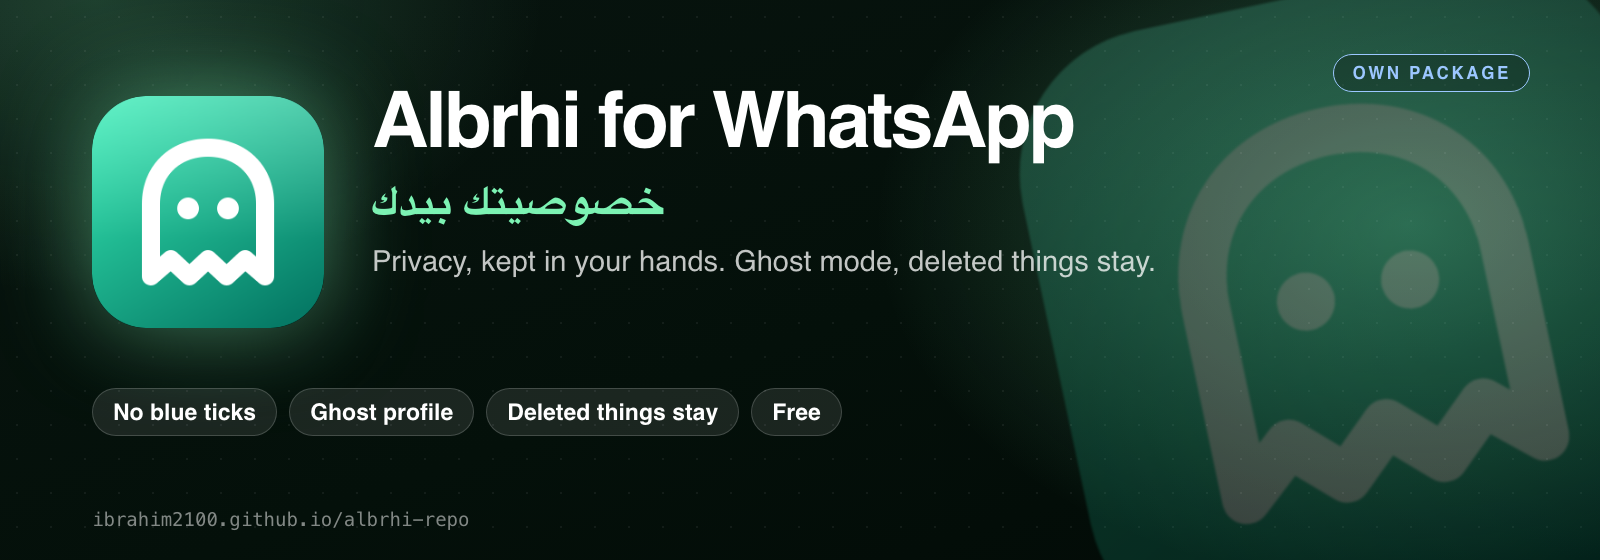 OWN PACKAGE
Albrhi for WhatsApp
خصوصيتك بيدك
Privacy, kept in your hands. Ghost mode, deleted things stay.
No blue ticks
Ghost profile
Deleted things stay
Free
ibrahim2100.github.io/albrhi-repo